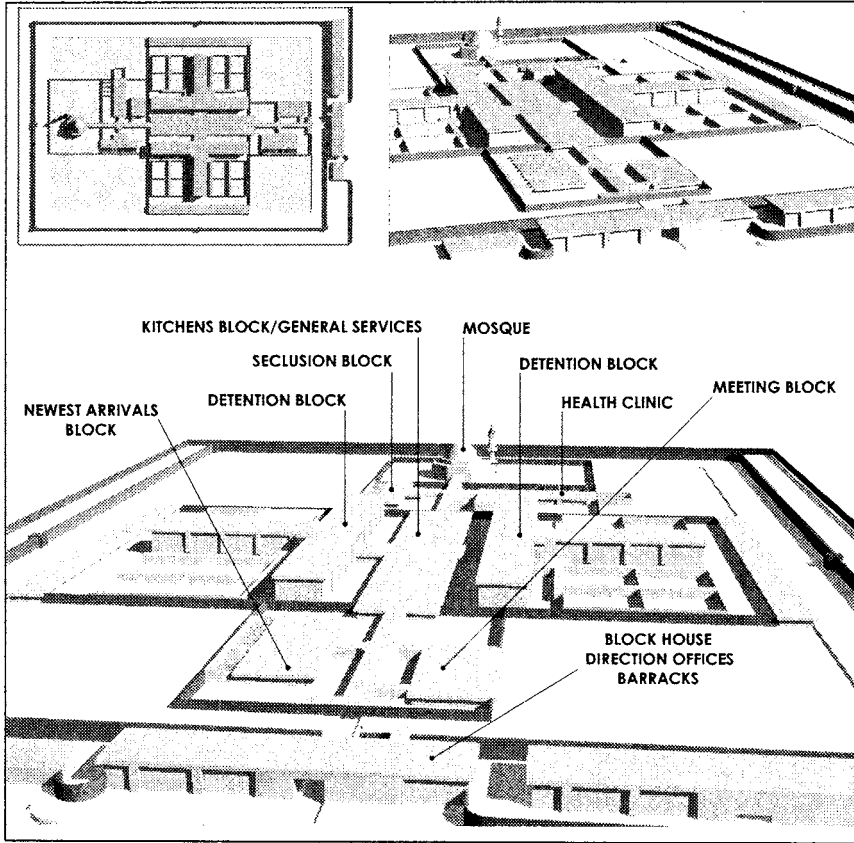 KITCHENS BLOCK/GENERAL SERVICES
MOSQUE
SECLUSION BLOCK
DETENTION BLOCK
MEETING BLOCK
NEWEST ARRIVALS
BLOCK
DETENTION BLOCK
HEALTH CLINIC
BLOCK HOUSE
DIRECTION OFFICES
BARRACKS